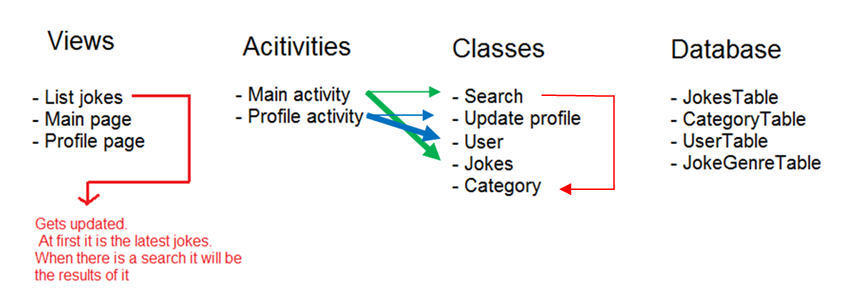 Views
- List jokes
- Main page
- Profile page
Gets updated.
At first it is the latest jokes.
When there is a search it will be
the results of it
Acitivities
- Main activity
- Profile activity
Classes
- Search
- Update profile
- User
- Jokes
- Category
Database
- JokesTable
- CategoryTable
- UserTable
- JokeGenreTable